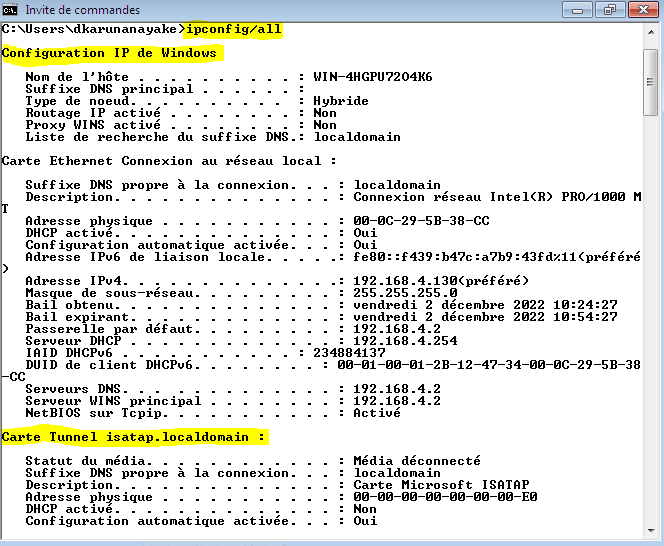 Invite de commandes
C:\Users\dkarunanayake>ipconfig/all
Configuration IP de Windows
Nom de l'hôte . . . . . . . . . . : WIN-4HGPU7204K6
Suffixe DNS principal . . . . . . :
Type de noeud. . . . . . . . . . : Hybride
Routage IP activé . . . . . . . . : Non
Proxy WINS activé . . . . . . . . : Non
Liste de recherche du suffixe DNS.: localdomain
Carte Ethernet Connexion au réseau local :
Suffixe DNS propre à la connexion. . . : localdomain
Description. . . . . . . . . . . . . . : Connexion réseau Intel(R) PRO/1000 M
T
Adresse physique . . . . . . . . . . . : 00-0C-29-5B-38-CC
DHCP activé. . . . . . . . . . . . . . : Oui
Configuration automatique activée. . . : Oui
Adresse IPv6 de liaison locale. . . . .: fe80::f439:b47c:a7b9:43fd%11(préféré
)
Adresse IPv4. . . . . . . . . . . . . .: 192.168.4.130(préféré)
Masque de sous-réseau. . . . . . . . . : 255.255.255.0
Bail obtenu. . . . . . . . . . . . . . : vendredi 2 décembre 2022 10:24:27
Bail expirant. . . . . . . . . . . . . : vendredi 2 décembre 2022 10:54:27
Passerelle par défaut. . . . . . . . . : 192.168.4.2
Serveur DHCP . . . . . . . . . . . . . : 192.168.4.254
IAID DHCPv6 . . . . . . . . . . . : 234884137
DUID de client DHCPv6. . . . . . . . : 00-01-00-01-2B-12-47-34-00-0C-29-5B-38
-CC
Serveurs DNS. . . . . . . . . . . . . : 192.168.4.2
Serveur WINS principal . . . . . . . . : 192.168.4.2
NetBIOS sur Tcpip. . . . . . . . . . . : Activé
Carte Tunnel isatap.localdomain :
Statut du média. . . . . . . . . . . . : Média déconnecté
Suffixe DNS propre à la connexion. . . : localdomain
Description. . . . . . . . . . . . . . : Carte Microsoft ISATAP
Adresse physique . . . . . . . . . . . : 00-00-00-00-00-00-00-E0
DHCP activé. . . . . . . . . . . . . . : Non
Configuration automatique activée. . . : Oui